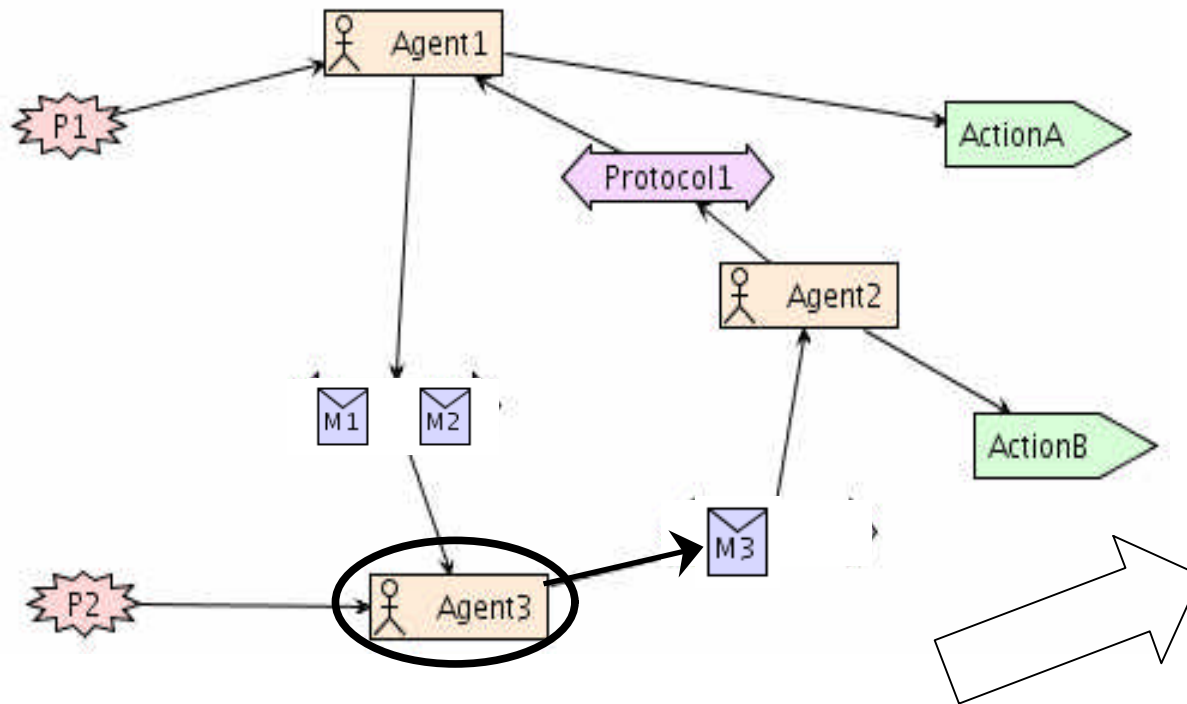 Agent1
P1
ActionA
Protocol1
Agent2
M1
M2
ActionB
M3
P2
Agent3